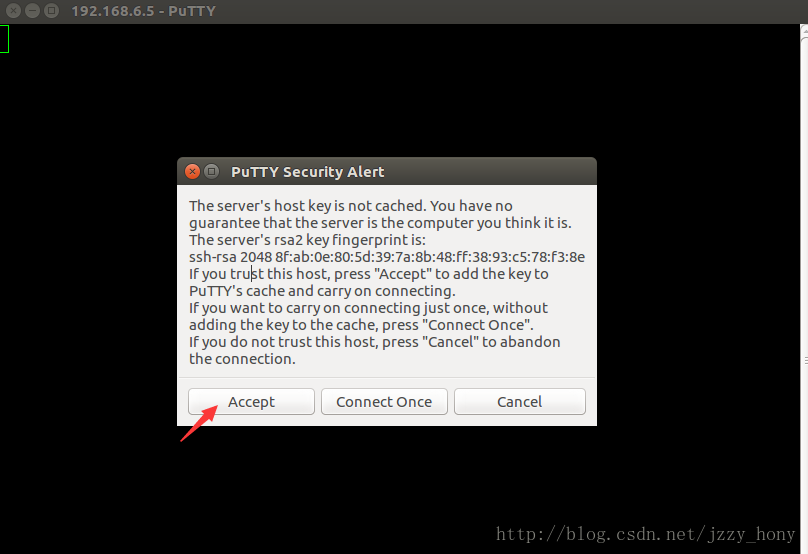 192.168.6.5 - PuTTY
PuTTY Security Alert
The server's host key is not cached. You have no
guarantee that the server is the computer you think it is.
The server's rsa2 key fingerprint is:
ssh-rsa 2048 8f:ab:0e:80:5d:39:7a:8b:48:ff:38:93:c5:78:f3:8e
If you trust this host, press "Accept" to add the key to
PuTTY's cache and carry on connecting.
If you want to carry on connecting just once, without
adding the key to the cache, press "Connect Once".
If you do not trust this host, press "Cancel" to abandon
the connection.
Accept
Connect Once
Cancel
http://blog.csdn.net/jzzy_hony